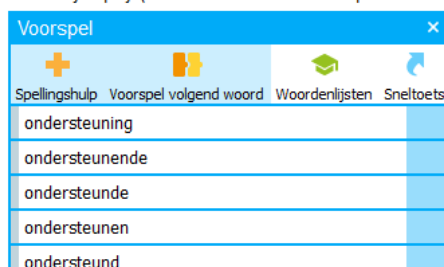 Voorspel
Spellingshulp Voorspel volgend woord Woordenlijsten Sneltoets
ondersteuning
ondersteunende
ondersteunde
ondersteunen
ondersteund